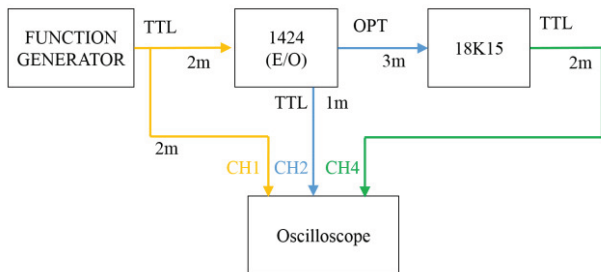 TTL
OPT
TTL
FUNCTION
GENERATOR
1424
(E/O)
18K15
2m
3m
2m
TTL
1m
2m
CH1
CH2
CH4
Oscilloscope